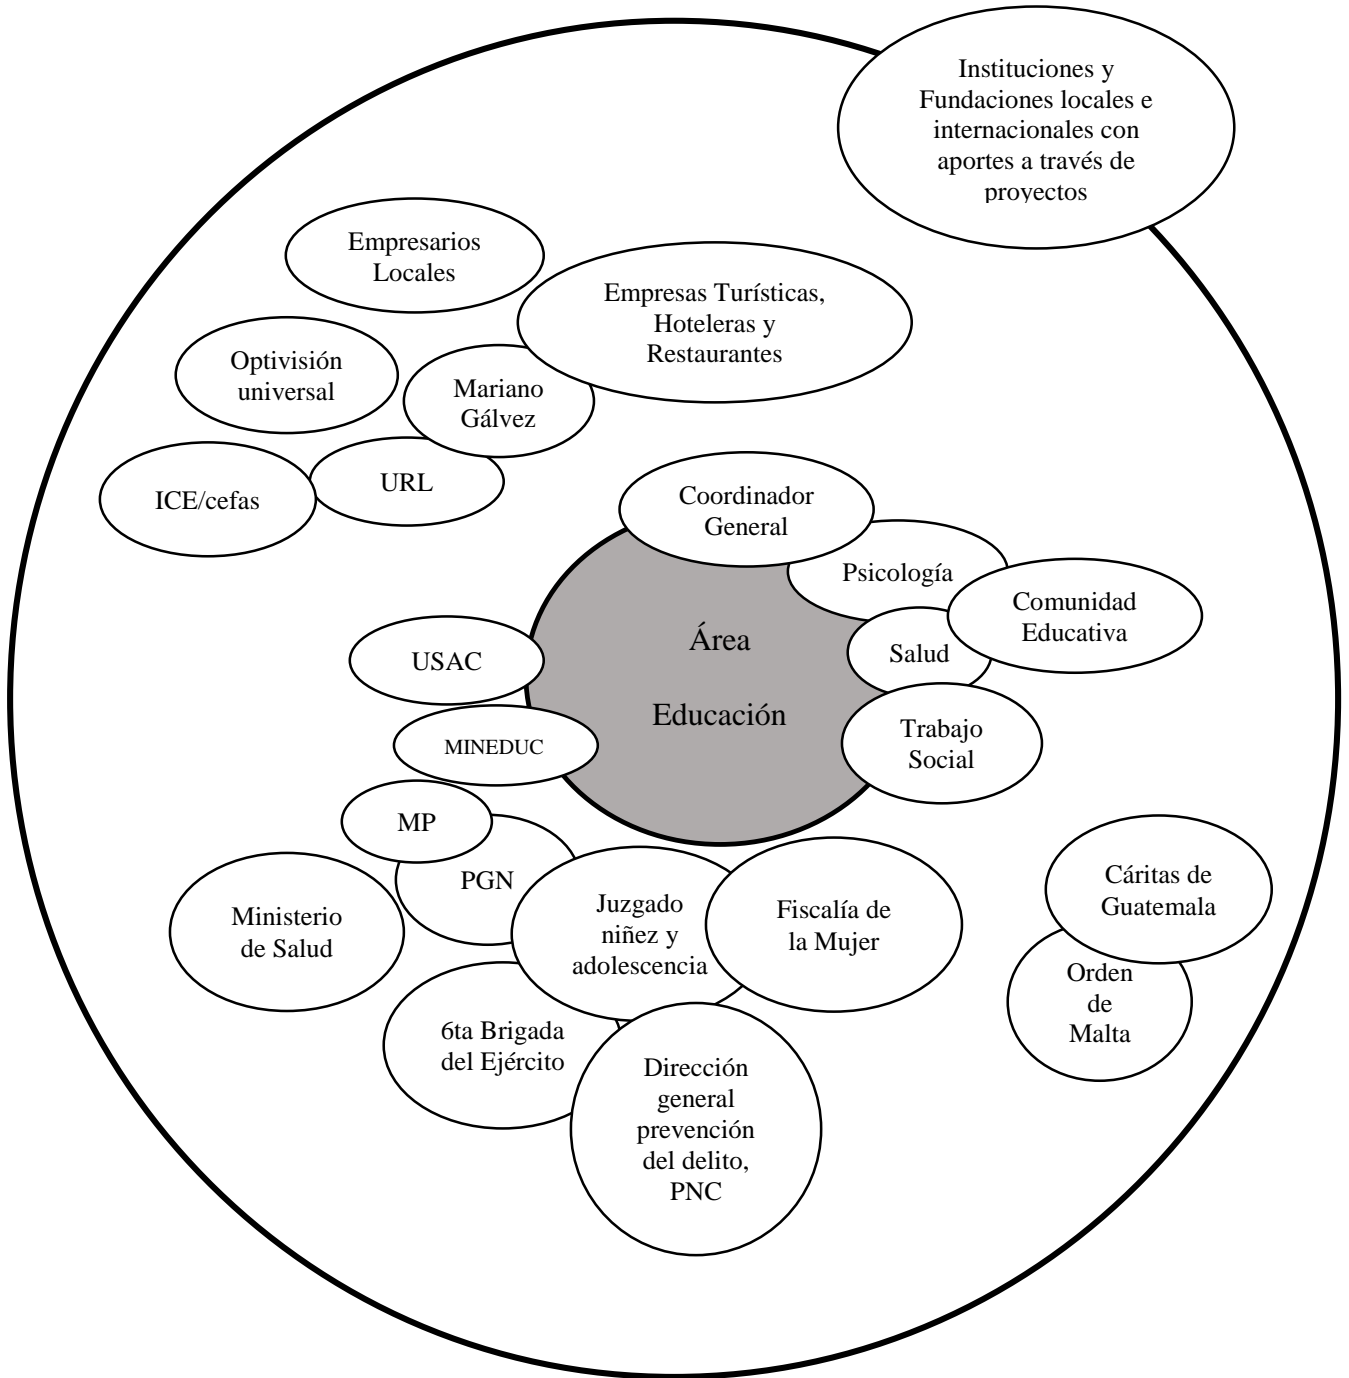 Instituciones y
Fundaciones locales e
internacionales con
aportes a través de
proyectos
Empresarios
Locales
Empresas Turísticas,
Hoteleras y
Restaurantes
Optivisión
universal
Mariano
Gálvez
ICE/cefas
URL
Coordinador
General
Psicología
Comunidad
Educativa
Área
Educación
Salud
USAC
MINEDUC
Trabajo
Social
MP
PGN
Ministerio
de Salud
Juzgado
niñez y
adolescencia
Fiscalía de
la Mujer
Cáritas de
Guatemala
Orden
de
Malta
6ta Brigada
del Ejército
Dirección
general
prevención
del delito,
PNC